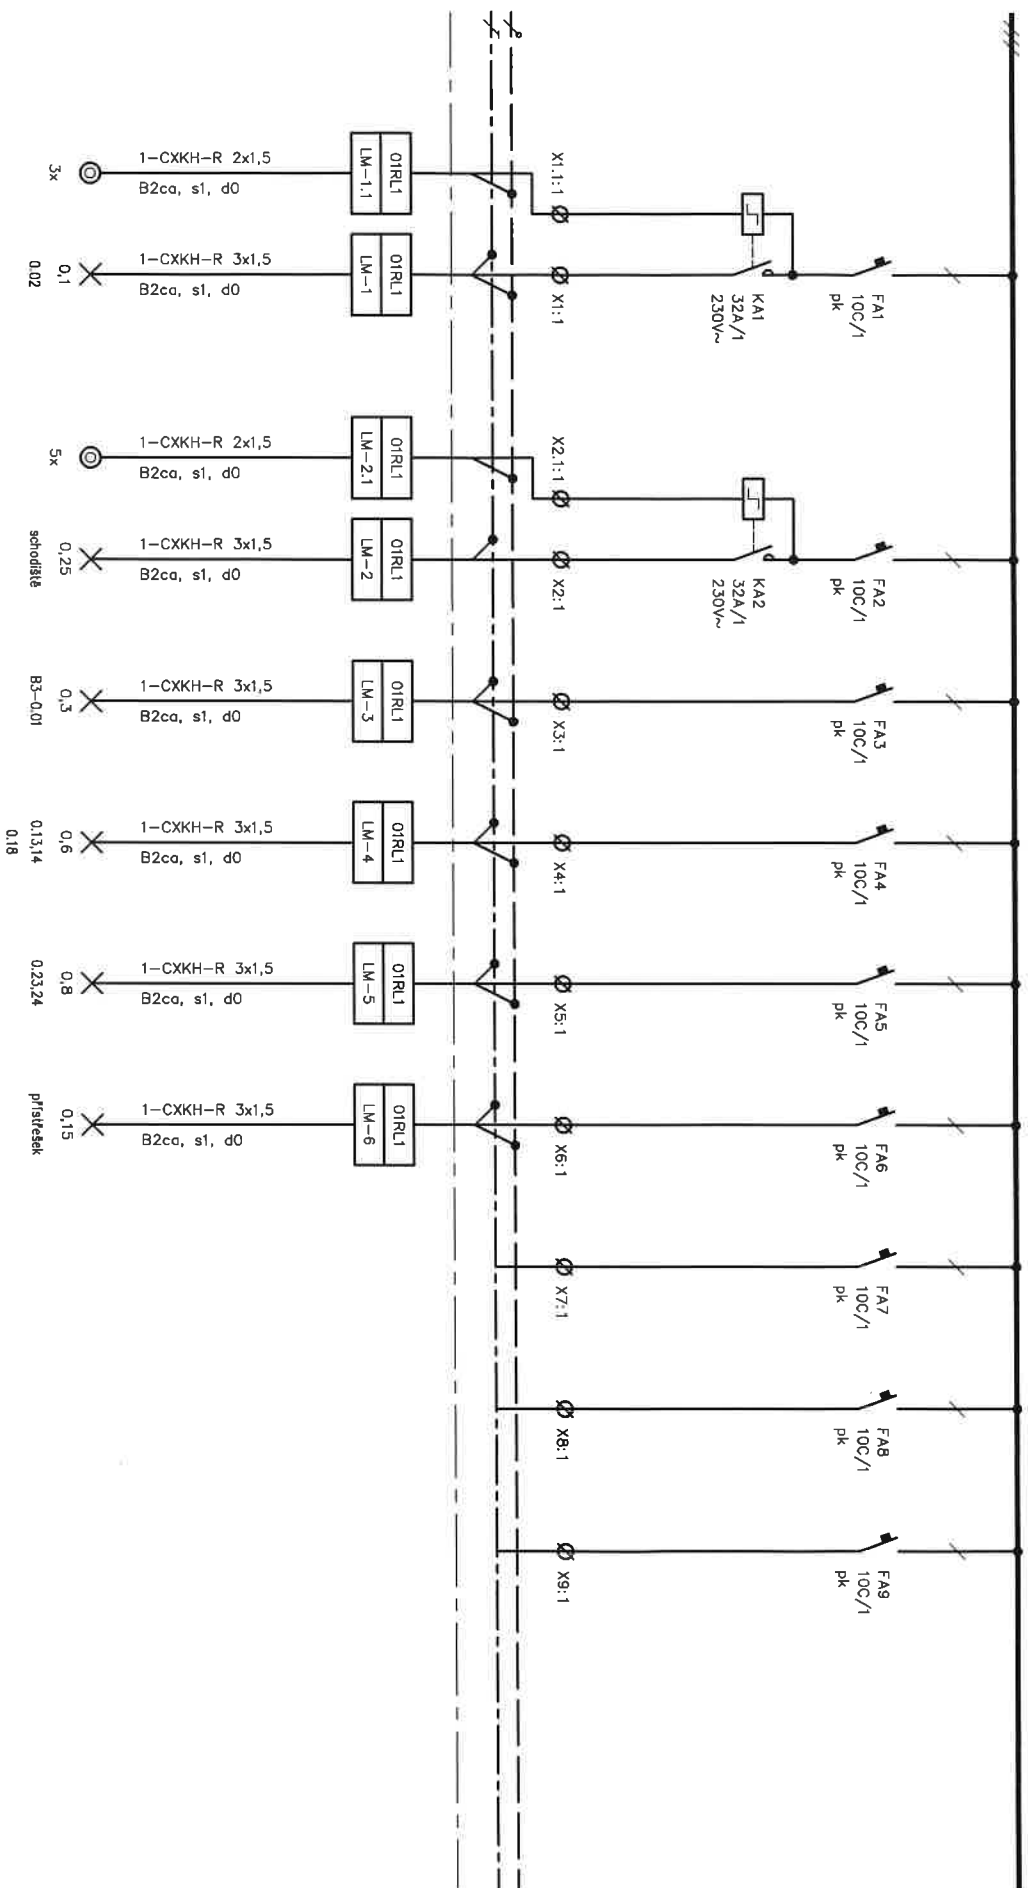 FA1
10C/1
pk
KA1
32A/1
230V~
X1.1:1
X1:1
01RL1
LM-1.1
01RL1
LM-1
1-CXKH-R 2x1,5
B2ca, s1, d0
1-CXKH-R 3x1,5
B2ca, s1, d0
3x
0,1
0.02
FA2
10C/1
pk
KA2
32A/1
230V~
X2.1:1
X2:1
01RL1
LM-2.1
01RL1
LM-2
1-CXKH-R 2x1,5
B2ca, s1, d0
1-CXKH-R 3x1,5
B2ca, s1, d0
5x
0,25
schodiště
FA3
10C/1
pk
X3:1
01RL1
LM-3
1-CXKH-R 3x1,5
B2ca, s1, d0
0,3
B3-0.01
FA4
10C/1
pk
X4:1
01RL1
LM-4
1-CXKH-R 3x1,5
B2ca, s1, d0
0,6
0.13,14
0.18
FA5
10C/1
pk
X5:1
01RL1
LM-5
1-CXKH-R 3x1,5
B2ca, s1, d0
0,8
0.23,24
FA6
10C/1
pk
X6:1
01RL1
LM-6
1-CXKH-R 3x1,5
B2ca, s1, d0
0,15
přístřešek
FA7
10C/1
pk
X7:1
FA8
10C/1
pk
X8:1
FA9
10C/1
pk
X9:1